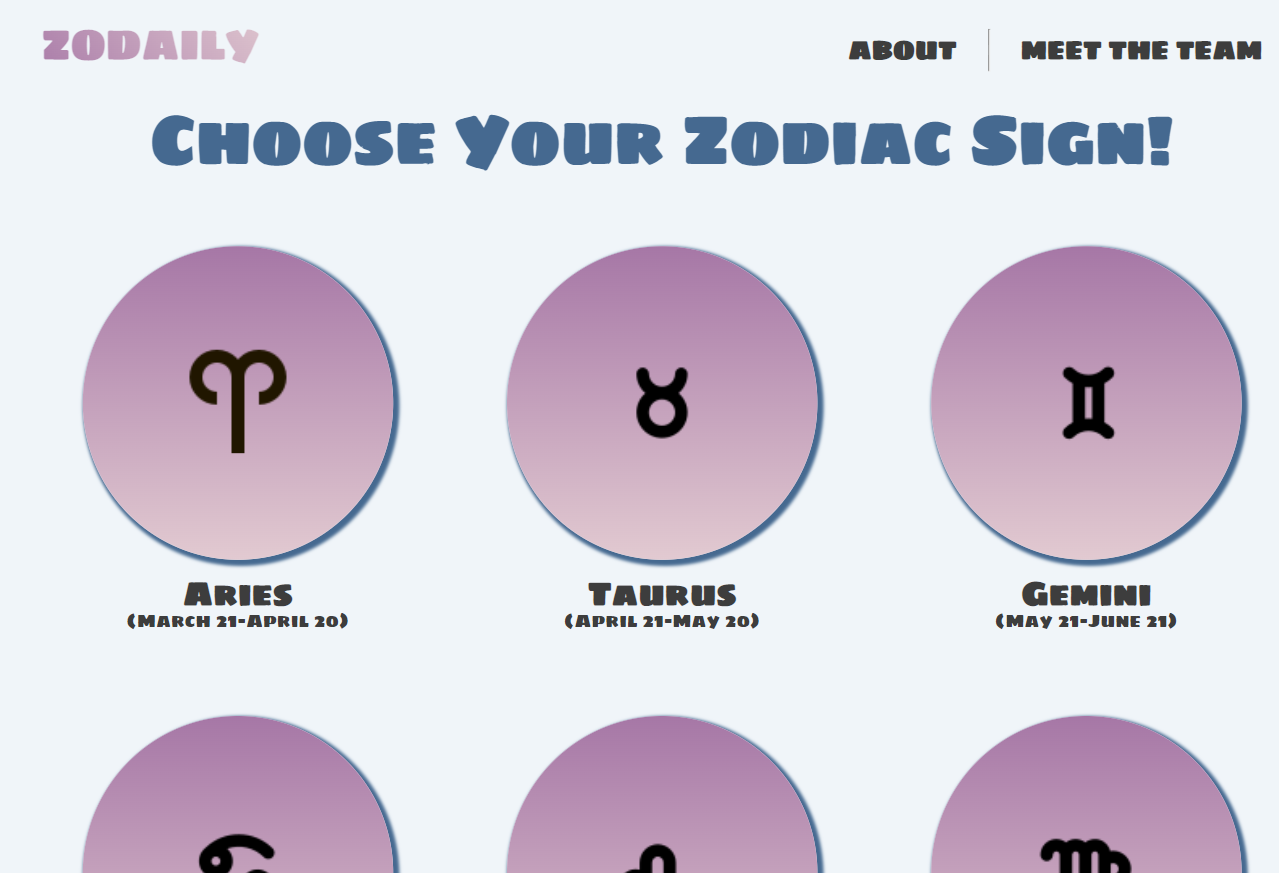 ZODAILY
ABOUT
MEET THE TEAM
Choose Your Zodiac Sign!
Aries
(March 21-April 20)
Taurus
(April 21-May 20)
Gemini
(May 21-June 21)